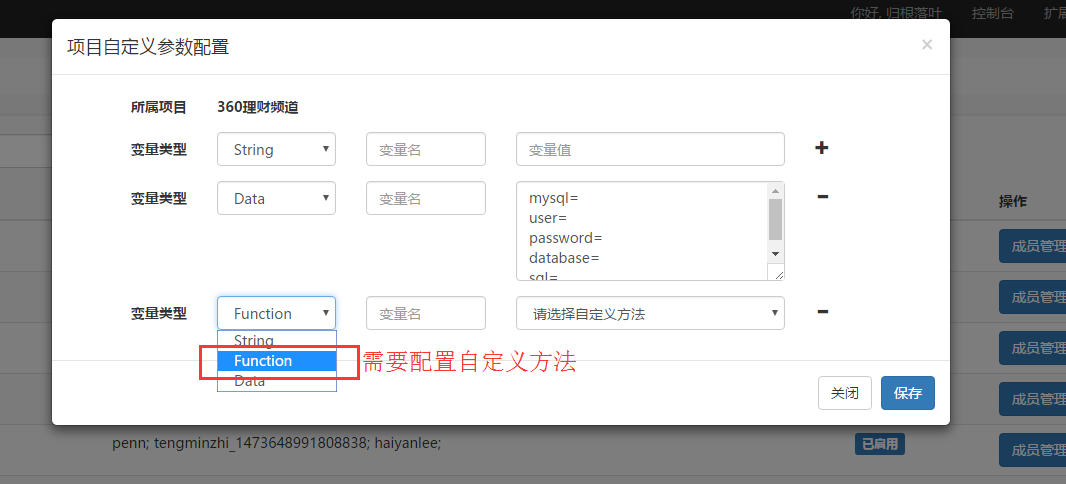 你好, 归根落叶 控制台 扩展
项目自定义参数配置 ×
所属项目 360理财频道
变量类型 String 变量名 变量值
变量类型 Data 变量名
mysql=
user=
password=
database=
sql=
操作
成员管理
成员管理
变量类型 Function 变量名 请选择自定义方法
String
Function
Data
需要配置自定义方法
成员管理
关闭 保存
成员管理
penn; tengminzhi_1473648991808838; haiyanlee; 已启用 成员管理